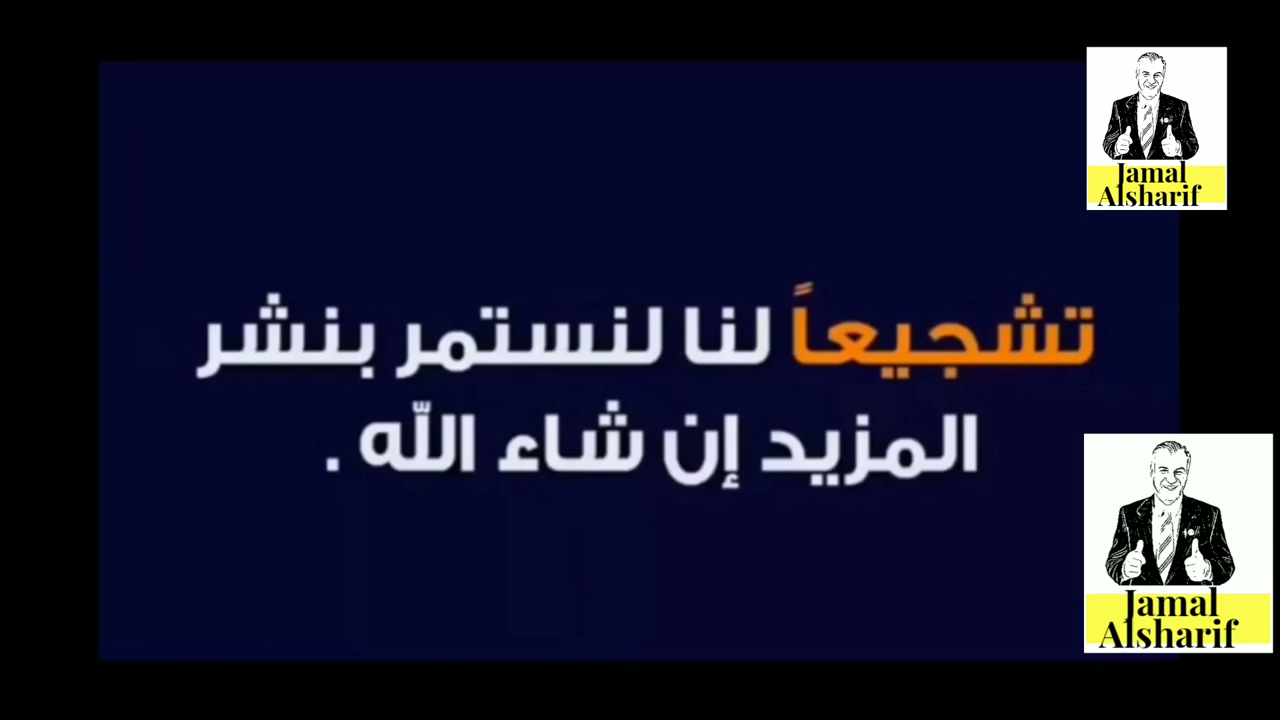 Jamal
Alsharif
تشجيعاً لنا لنستمر بنشر
المزيد إن شاء الله .
Jamal
Alsharif